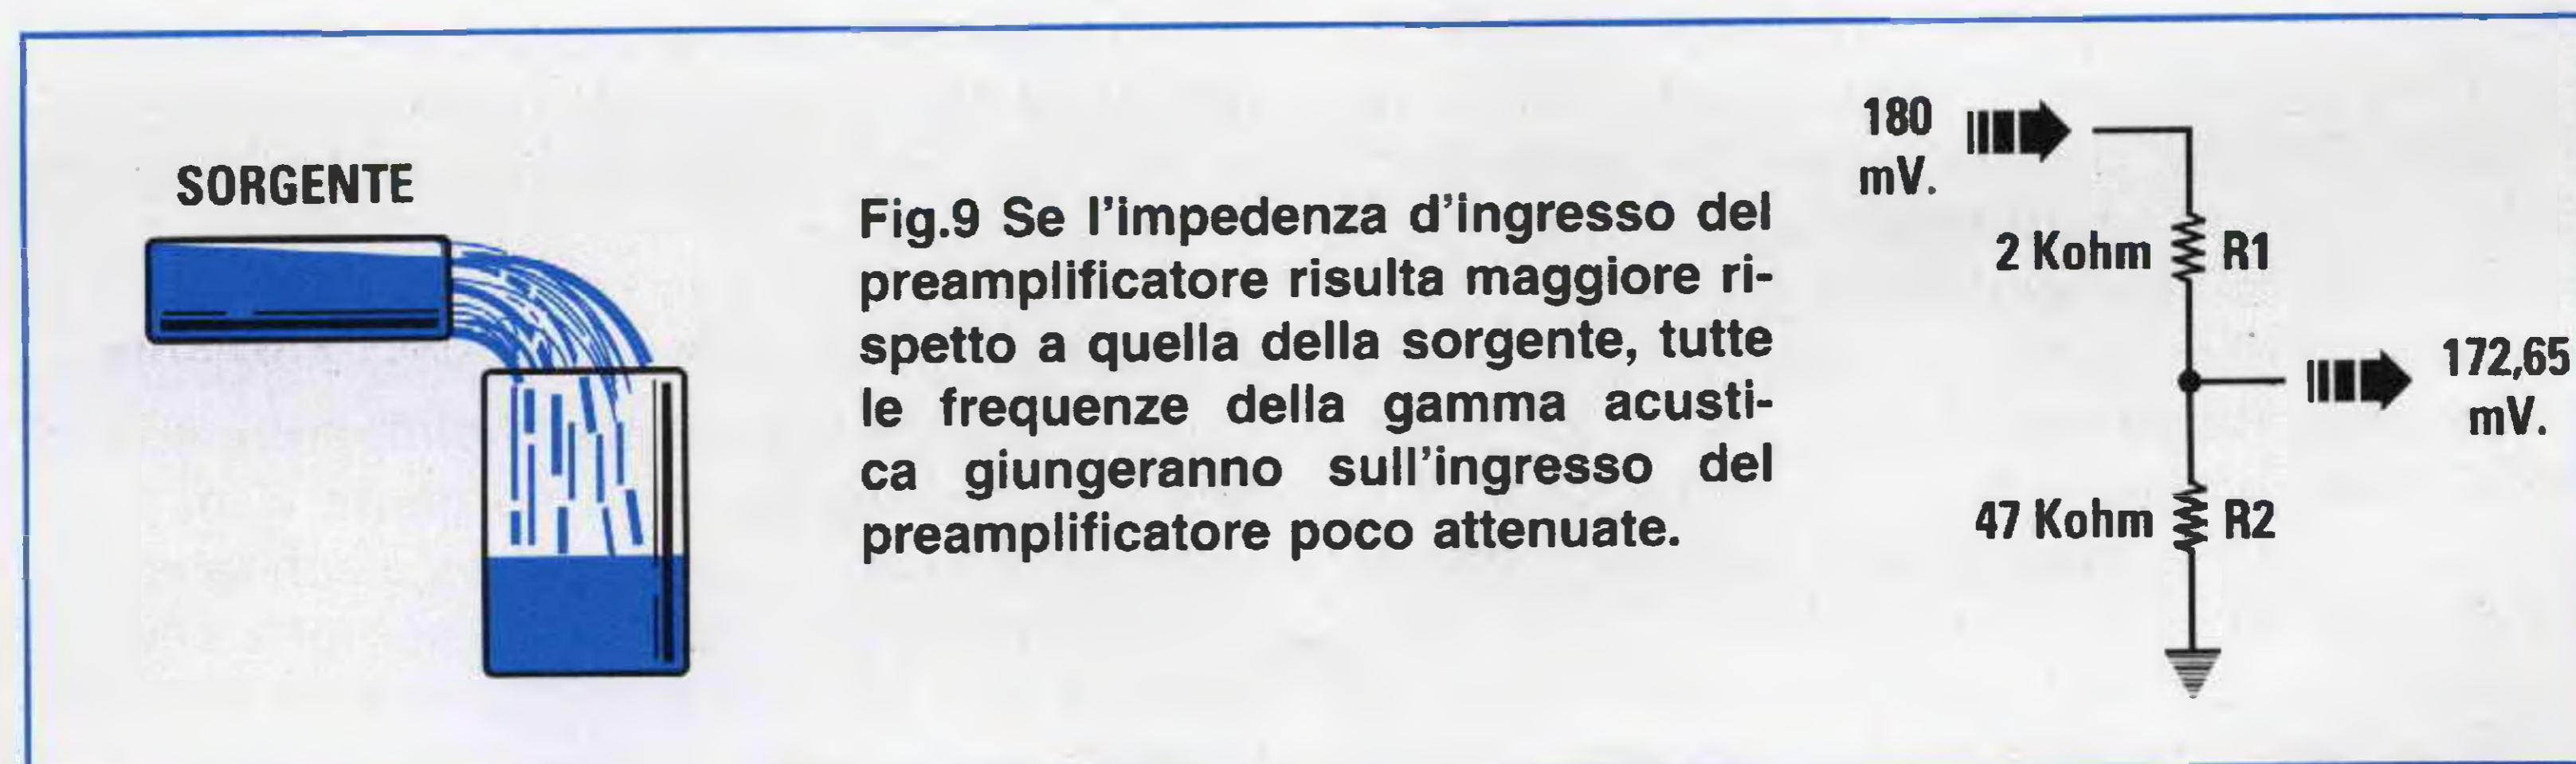 SORGENTE
Fig.9 Se l'impedenza d'ingresso del
preamplificatore risulta maggiore ri-
spetto a quella della sorgente, tutte
le frequenze della gamma acusti-
ca giungeranno sull'ingresso del
preamplificatore poco attenuate.
180
mV.
2 Kohm R1
172,65
mV.
47 Kohm R2